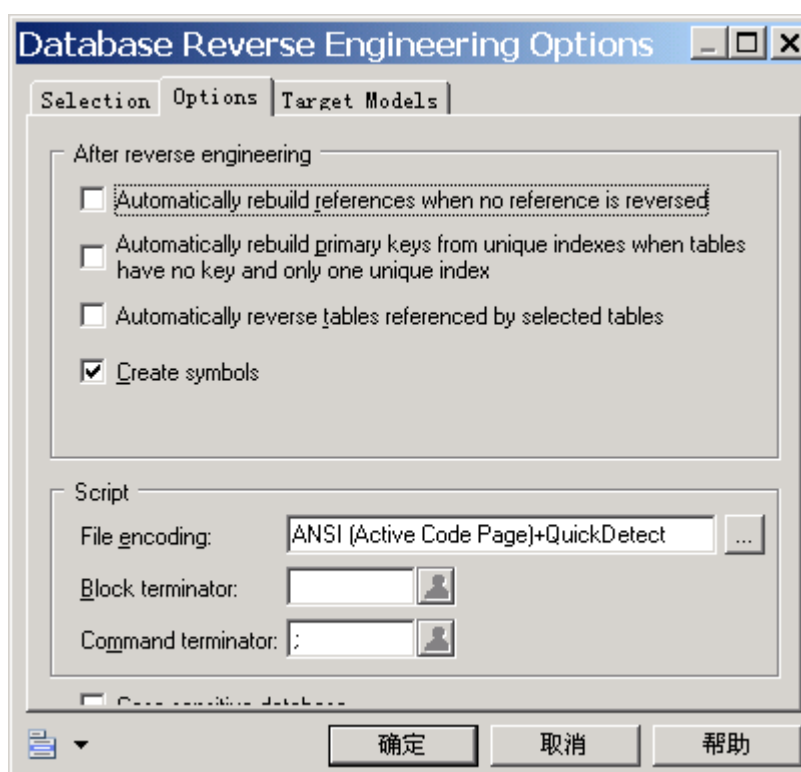 Database Reverse Engineering Options
Selection Options Target Models
After reverse engineering
Automatically rebuild references when no reference is reversed
Automatically rebuild primary keys from unique indexes when tables
have no key and only one unique index
Automatically reverse tables referenced by selected tables
Create symbols
Script
File encoding: ANSI (Active Code Page)+QuickDetect ...
Block terminator:
Command terminator: ;
Case sensitive database
确定 取消 帮助